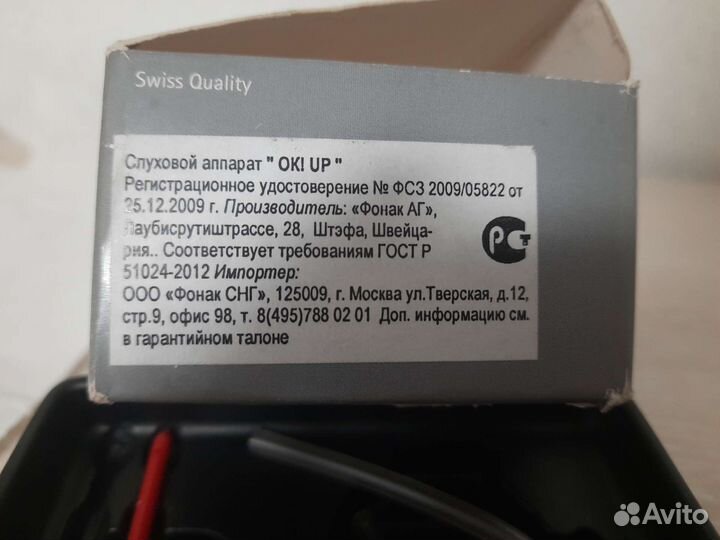 Swiss Quality
Слуховой аппарат " OK! UP "
Регистрационное удостоверение № ФСЗ 2009/05822 от
25.12.2009 г. Производитель: «Фонак АГ»,
Лаубисрутиштрассе, 28, Штэфа, Швейца-
рия.. Соответствует требованиям ГОСТ Р
51024-2012 Импортер:
ООО «Фонак СНГ», 125009, г. Москва ул.Тверская, д.12,
стр.9, офис 98, т. 8(495)788 02 01 Доп. информацию см.
в гарантийном талоне
РСТ
Avito